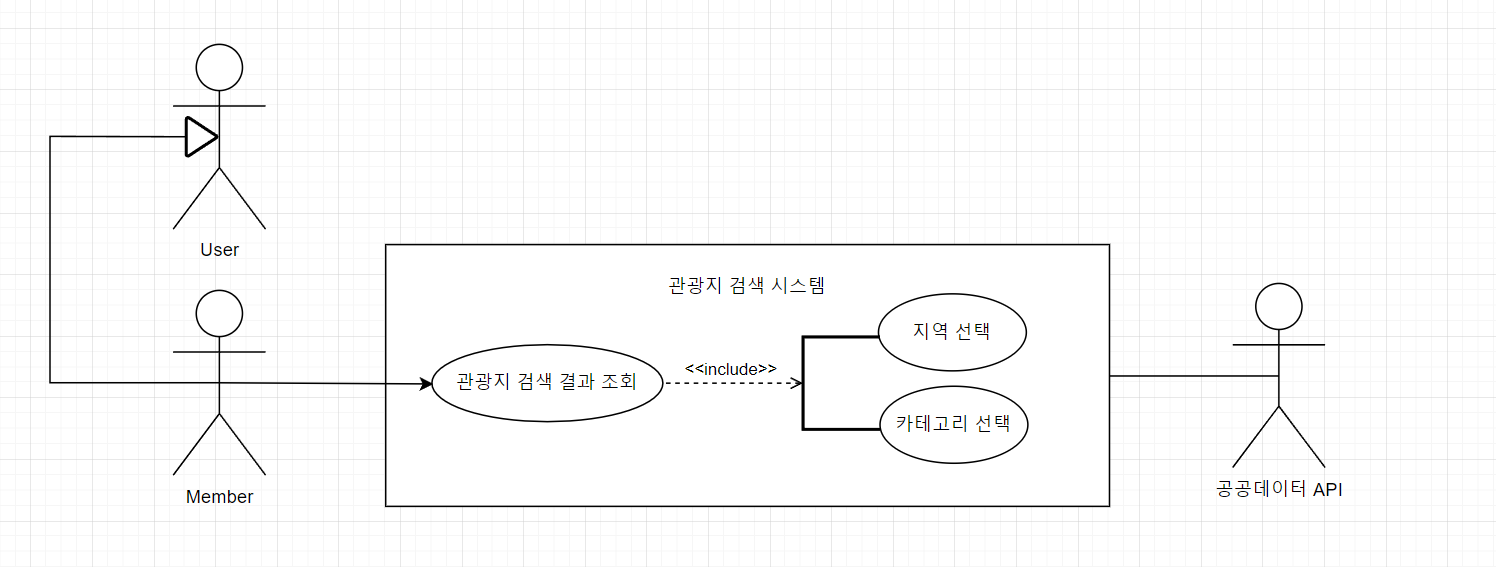 User
관광지 검색 시스템
지역 선택
<<include>>
관광지 검색 결과 조회
카테고리 선택
Member
공공데이터 API